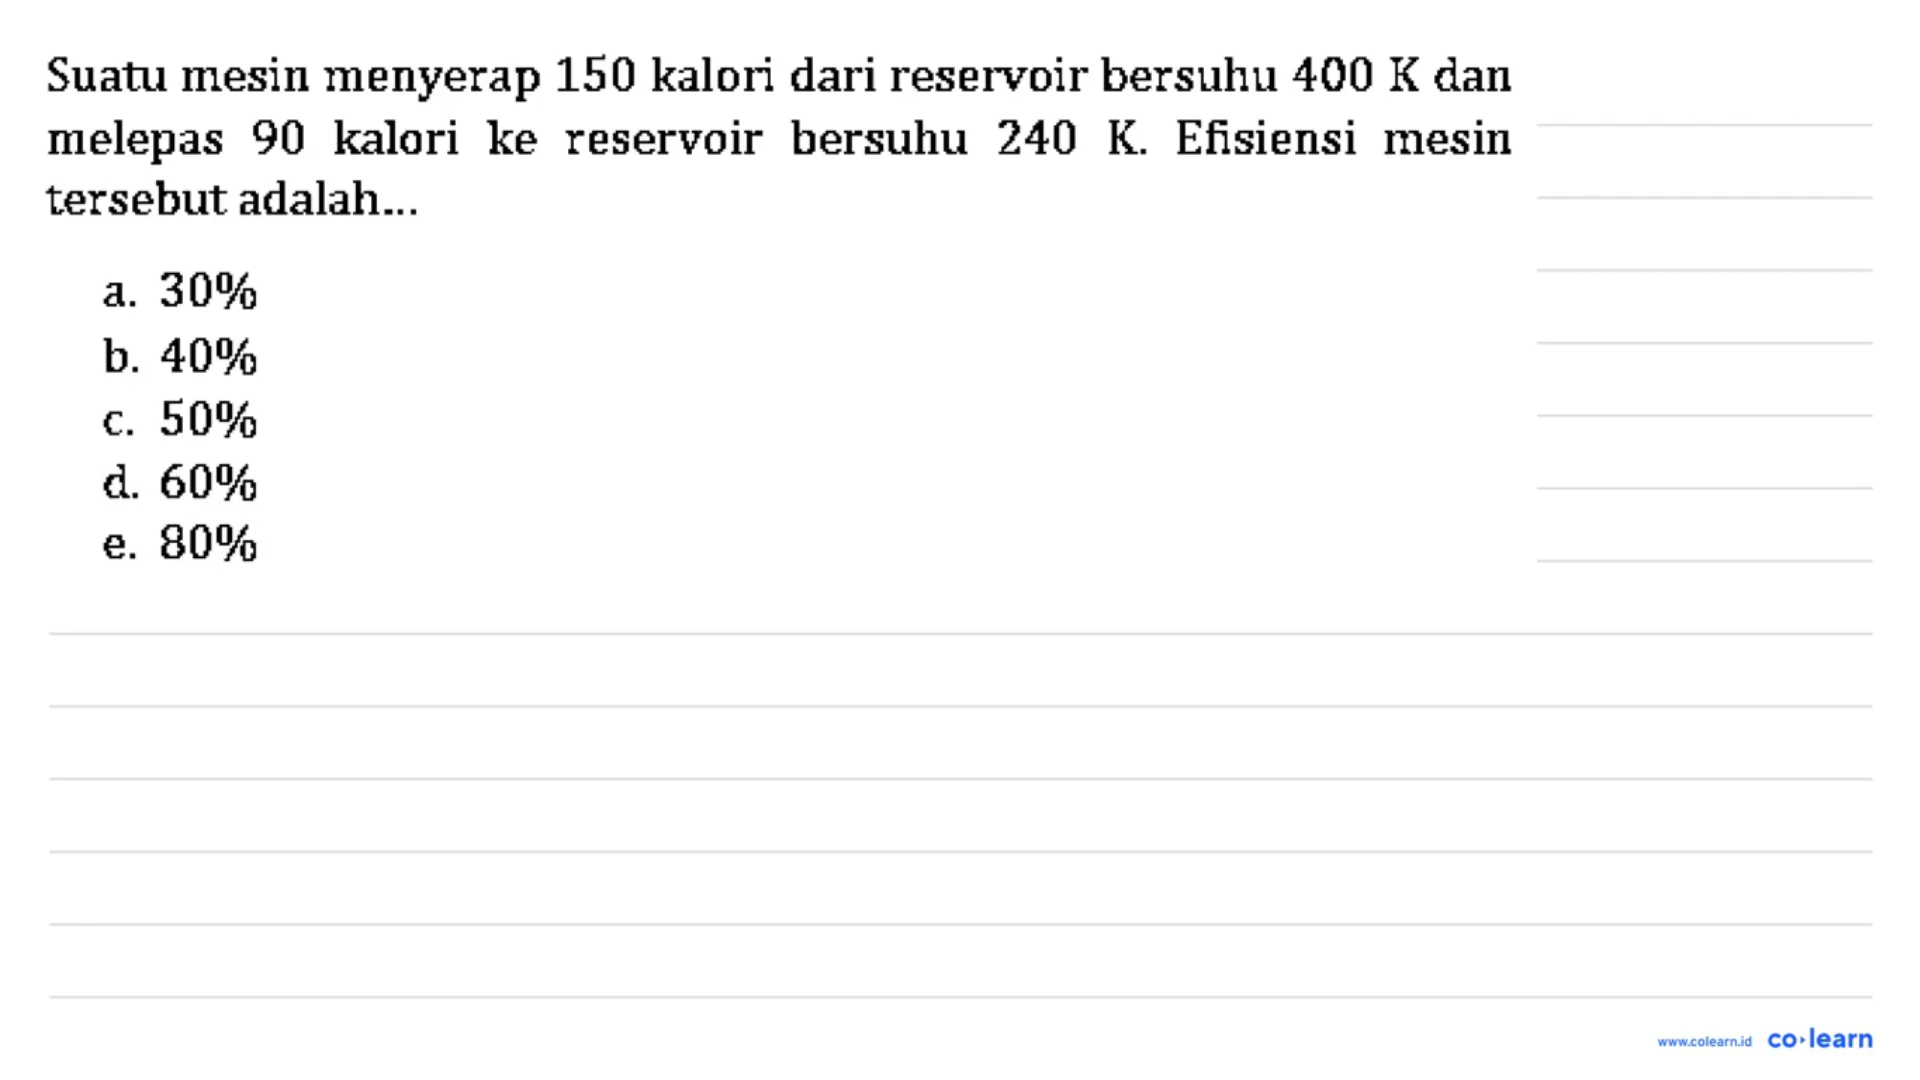 Suatu mesin menyerap 150 kalori dari reservoir bersuhu 400 K dan
melepas 90 kalori ke reservoir bersuhu 240 K. Efisiensi mesin
tersebut adalah...
a. 30%
b. 40%
c. 50%
d. 60%
e. 80%
www.colearn.id co·learn